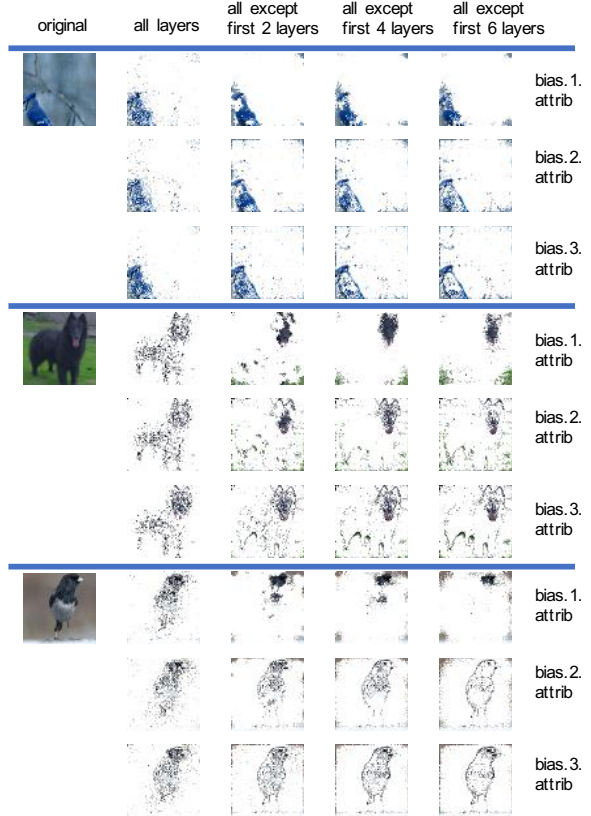 original
all layers
all except
first 2 layers
all except
first 4 layers
all except
first 6 layers
bias.1.
attrib
bias.2.
attrib
bias.3.
attrib
bias.1.
attrib
bias.2.
attrib
bias.3.
attrib
bias.1.
attrib
bias.2.
attrib
bias.3.
attrib